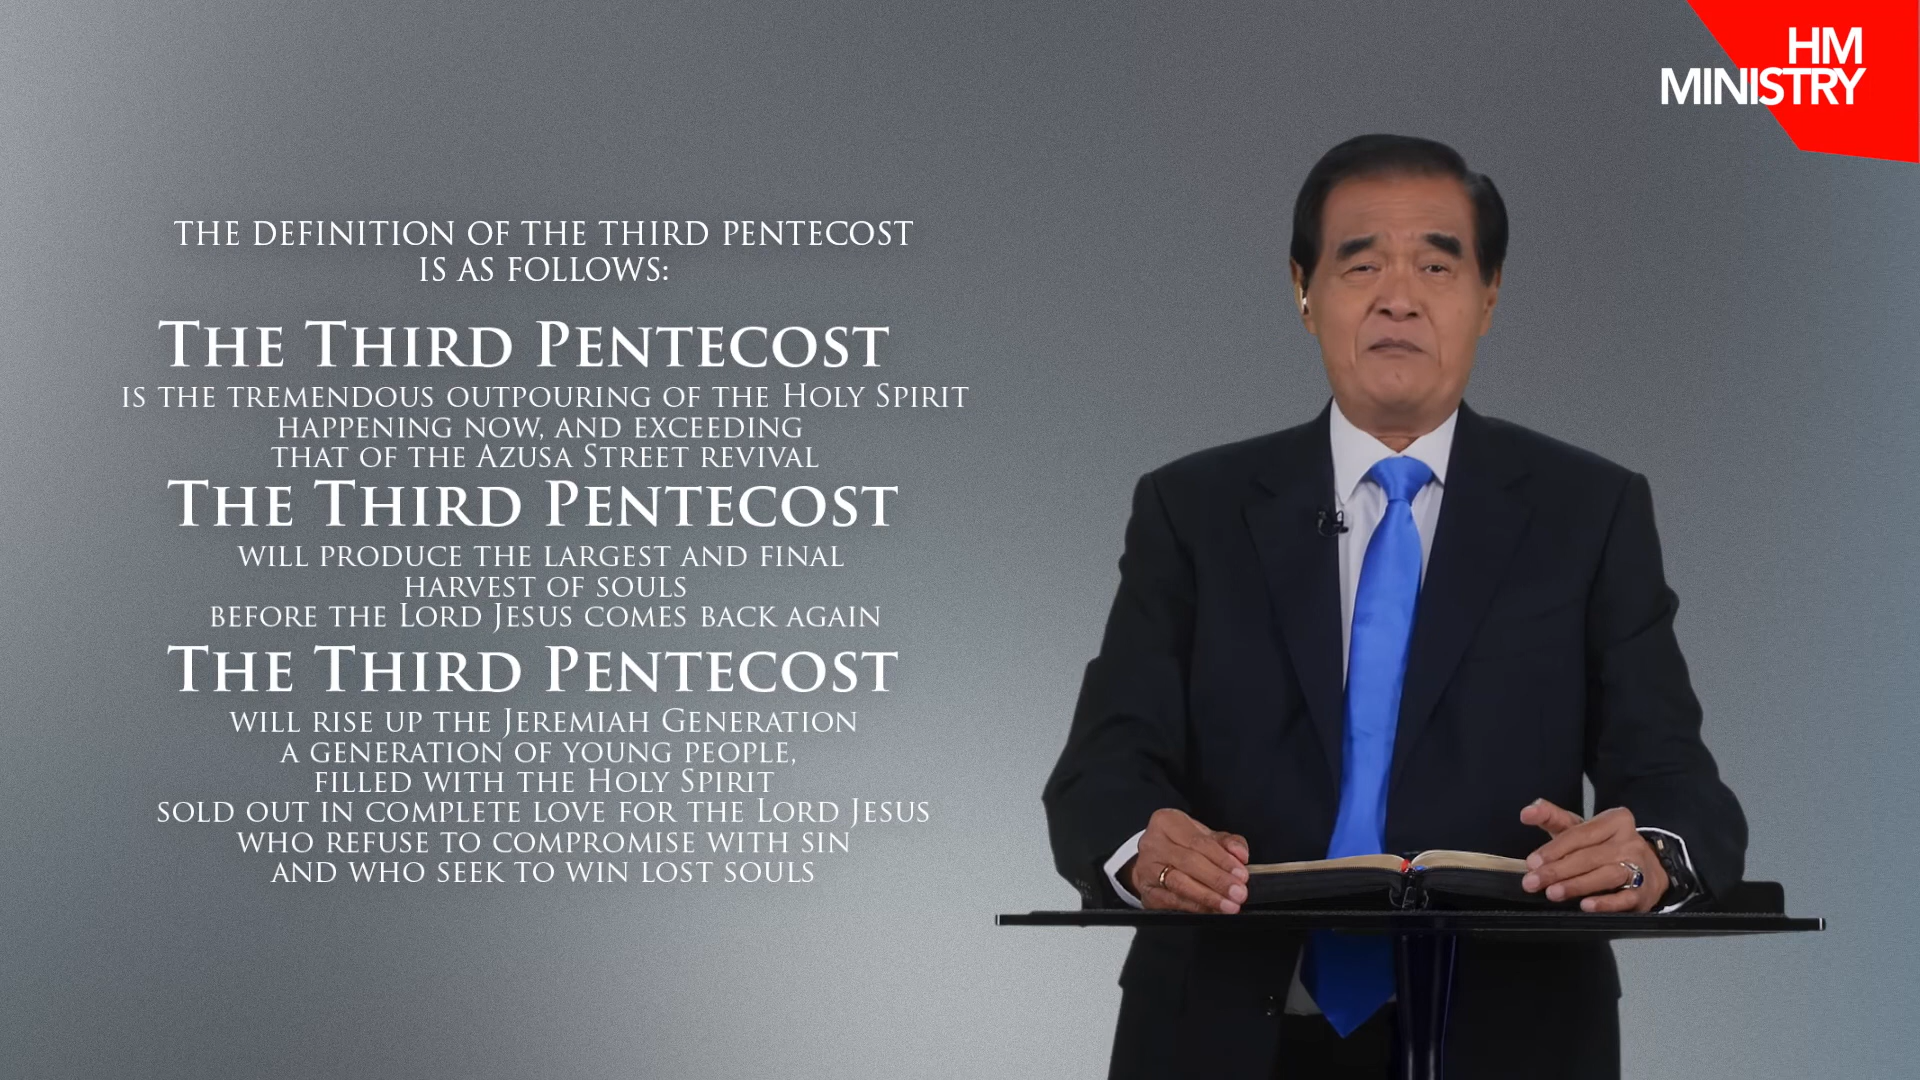 HM
MINISTRY
THE DEFINITION OF THE THIRD PENTECOST
IS AS FOLLOWS:
THE THIRD PENTECOST
IS THE TREMENDOUS OUTPOURING OF THE HOLY SPIRIT
HAPPENING NOW, AND EXCEEDING
THAT OF THE AZUSA STREET REVIVAL
THE THIRD PENTECOST
WILL PRODUCE THE LARGEST AND FINAL
HARVEST OF SOULS
BEFORE THE LORD JESUS COMES BACK AGAIN
THE THIRD PENTECOST
WILL RISE UP THE JEREMIAH GENERATION
A GENERATION OF YOUNG PEOPLE,
FILLED WITH THE HOLY SPIRIT
SOLD OUT IN COMPLETE LOVE FOR THE LORD JESUS
WHO REFUSE TO COMPROMISE WITH SIN
AND WHO SEEK TO WIN LOST SOULS